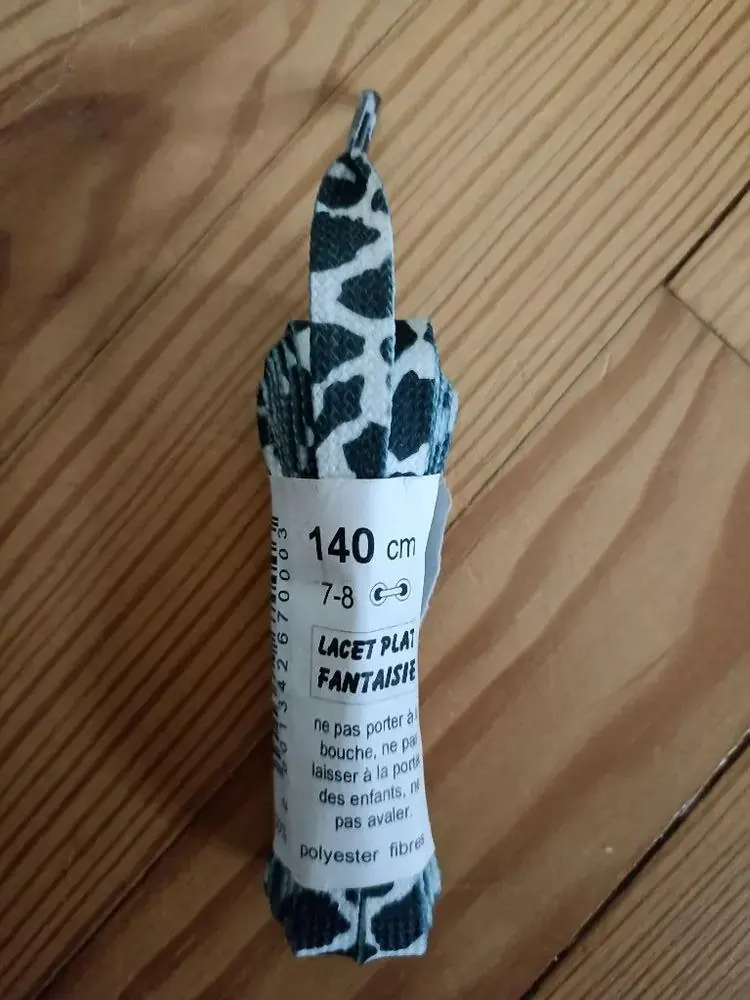 140 cm
7-8
LACET PLAT
FANTAISIE
ne pas porter à
bouche, ne pas
laisser à la porté
des enfants, ne
pas avaler.
polyester fibres